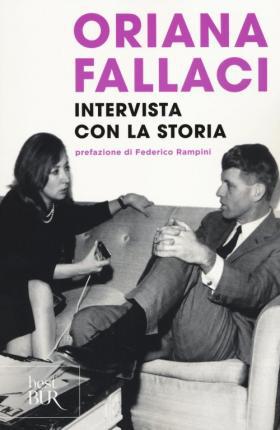 ORIANA
FALLACI
INTERVISTA
CON LA STORIA
prefazione di Federico Rampini
best
BUR